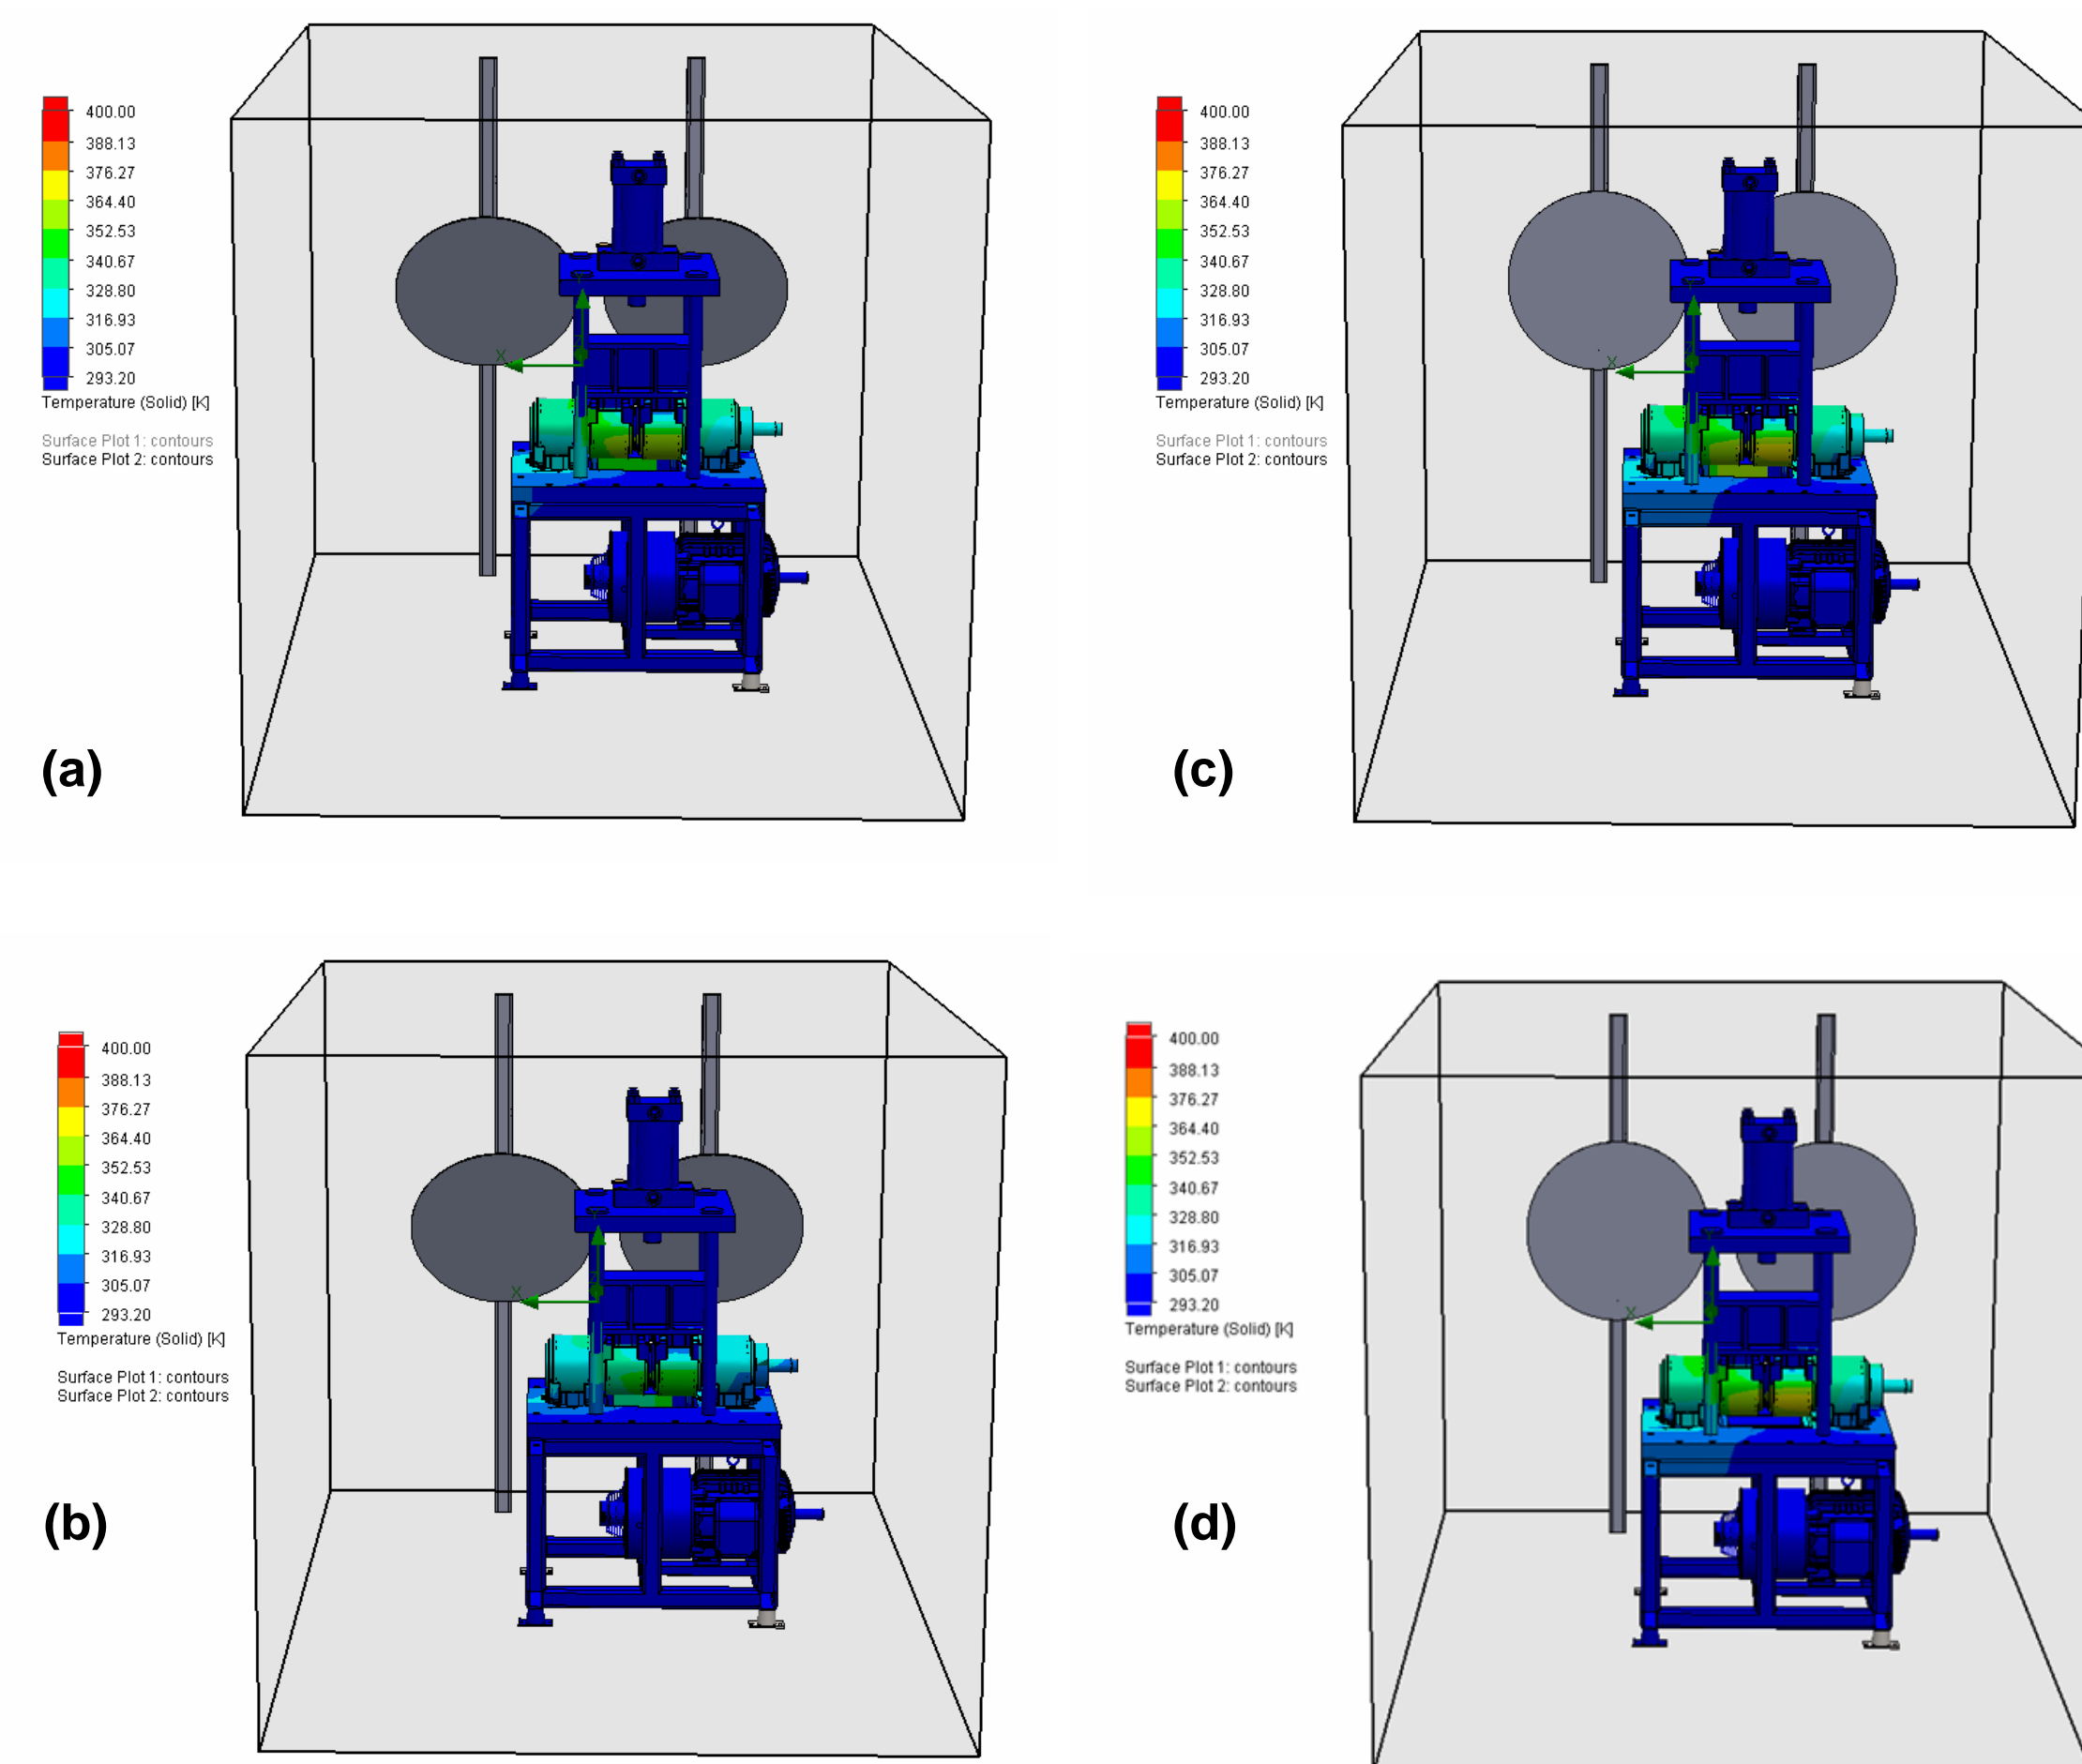 400.00
388.13
376.27
364.40
352.53
340.67
328.80
316.93
305.07
293.20
Temperature (Solid) [K]
Surface Plot 1: contours
Surface Plot 2: contours
X
(a)
400.00
388.13
376.27
364.40
352.53
340.67
328.80
316.93
305.07
293.20
Temperature (Solid) [K]
Surface Plot 1: contours
Surface Plot 2: contours
X
(c)
400.00
388.13
376.27
364.40
352.53
340.67
328.80
316.93
305.07
293.20
Temperature (Solid) [K]
Surface Plot 1: contours
Surface Plot 2: contours
X
(b)
400.00
388.13
376.27
364.40
352.53
340.67
328.80
316.93
305.07
293.20
Temperature (Solid) [K]
Surface Plot 1: contours
Surface Plot 2: contours
X
(d)